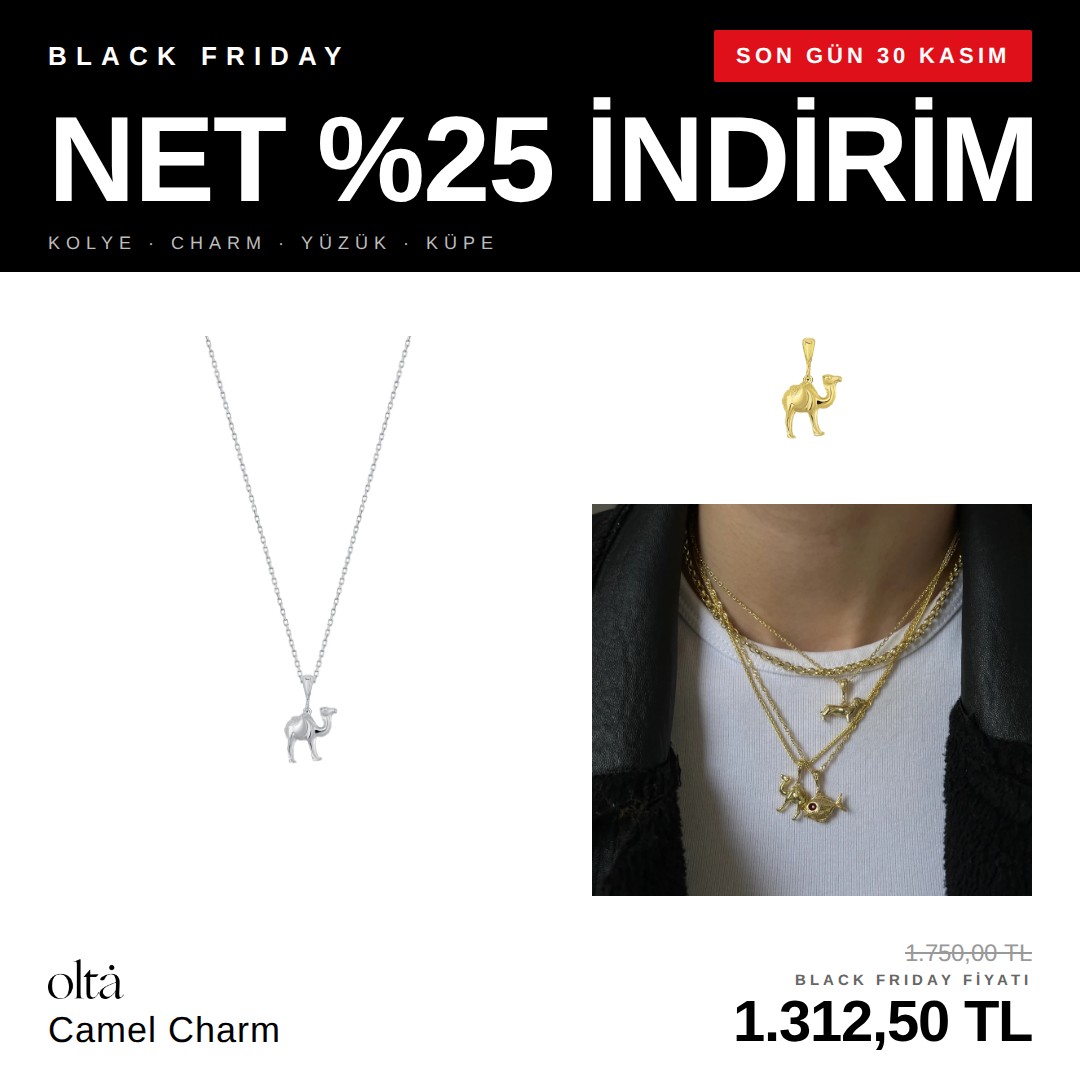 BLACK FRIDAY
SON GÜN 30 KASIM
NET %25 İNDİRİM
KOLYE · CHARM · YÜZÜK · KÜPE
oltȧ
Camel Charm
1.750,00 TL
BLACK FRIDAY FİYATI
1.312,50 TL